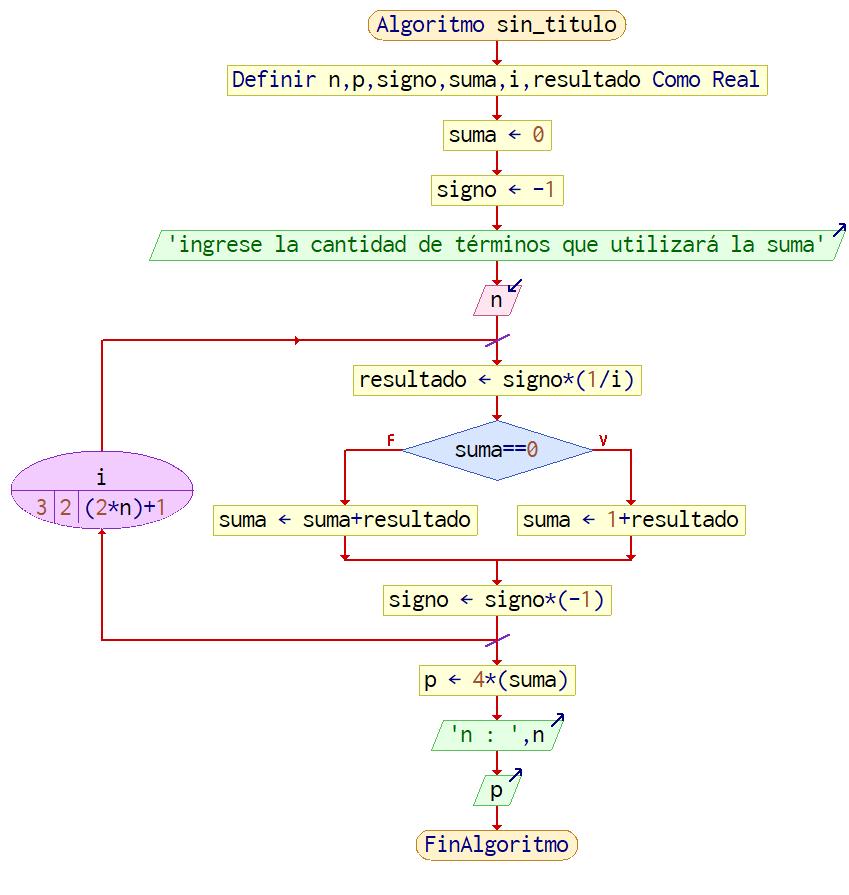 Algoritmo sin_titulo
Definir n,p,signo,suma,i,resultado Como Real
suma ← 0
signo ← -1
'ingrese la cantidad de términos que utilizará la suma'
n
resultado ← signo*(1/i)
F
suma==0
V
i
3 2 (2*n)+1
suma ← suma+resultado
suma ← 1+resultado
signo ← signo*(-1)
p ← 4*(suma)
'n : ',n
p
FinAlgoritmo